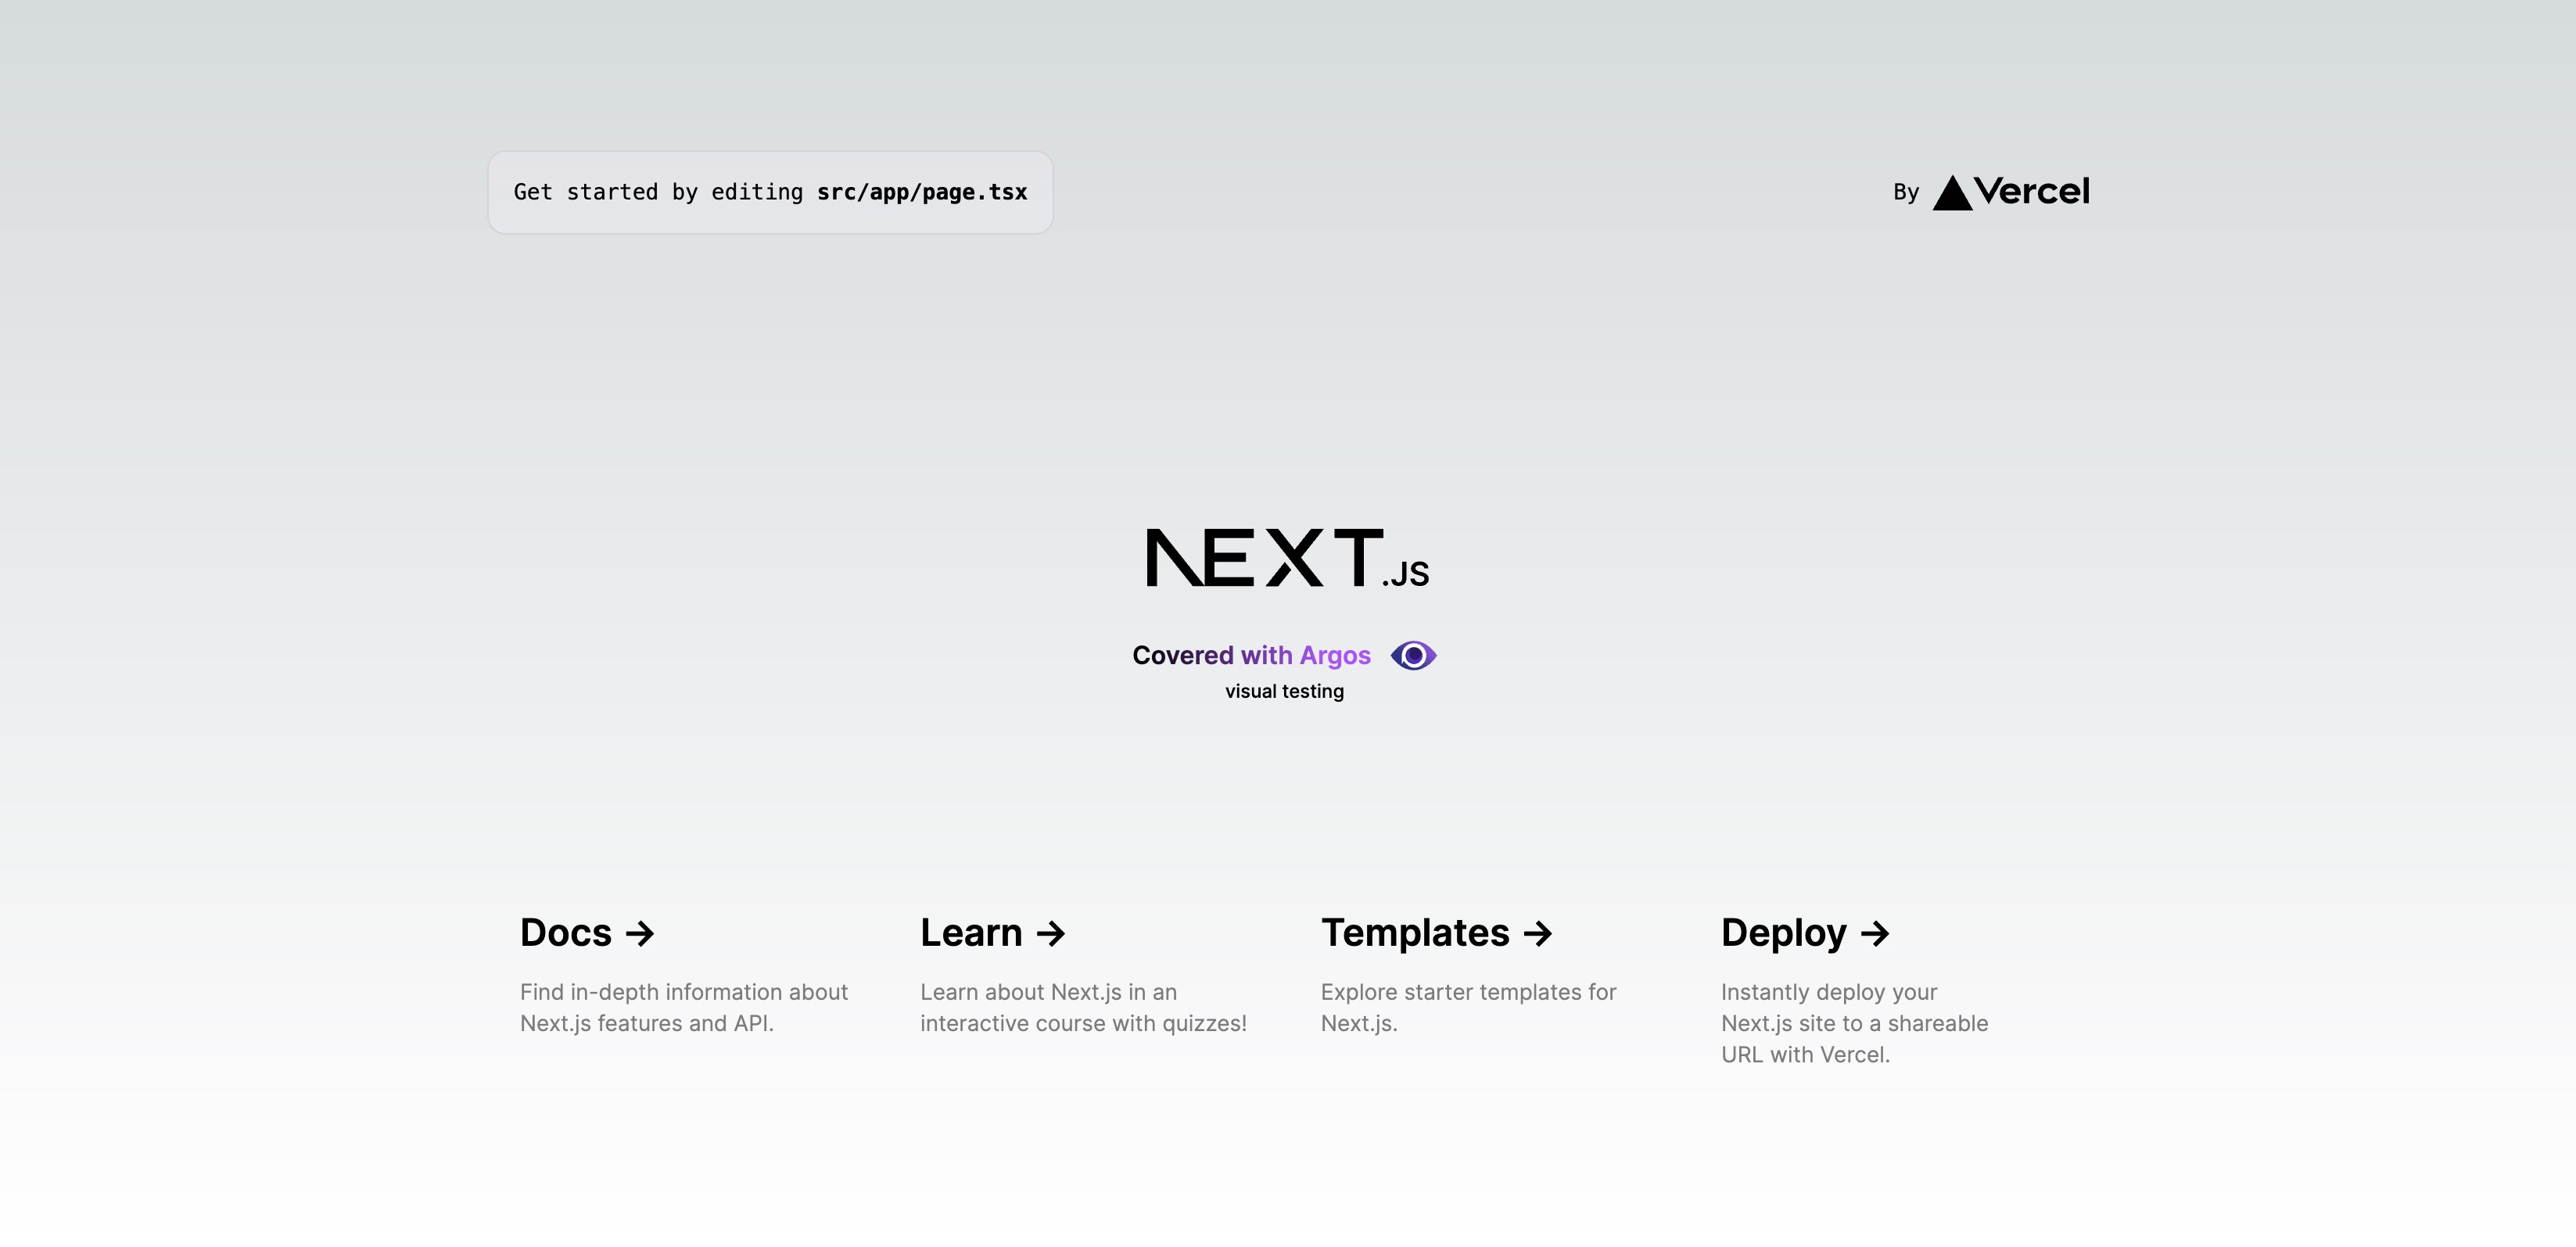 Get started by editing src/app/page.tsx
By Vercel
NEXT.JS
Covered with Argos
visual testing
Docs →
Find in-depth information about
Next.js features and API.
Learn →
Learn about Next.js in an
interactive course with quizzes!
Templates →
Explore starter templates for
Next.js.
Deploy →
Instantly deploy your
Next.js site to a shareable
URL with Vercel.